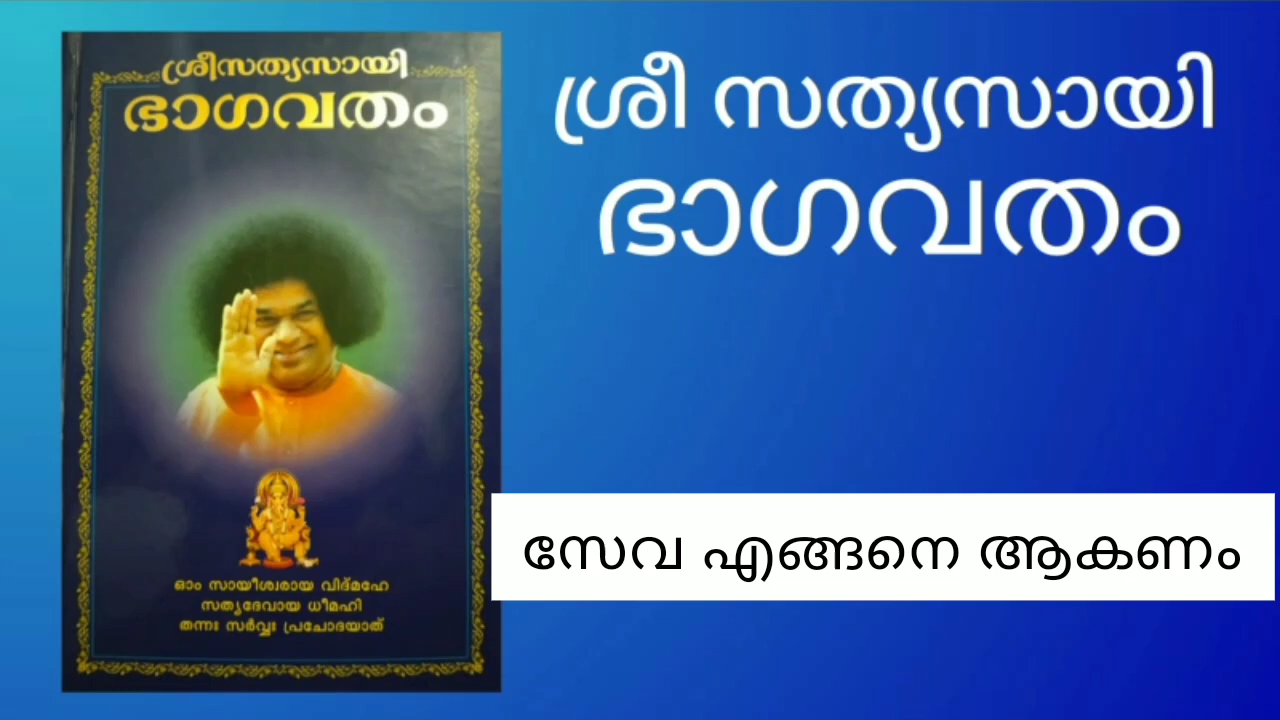 ശ്രീസത്യസായി
ഭാഗവതം
ഓം സായീശ്വരായ വിദ്മഹേ
സത്യദേവായ ധീമഹി
തന്നഃ സർവ്വഃ പ്രചോദയാത്
ശ്രീ സത്യസായി
ഭാഗവതം
സേവ എങ്ങനെ ആകണം